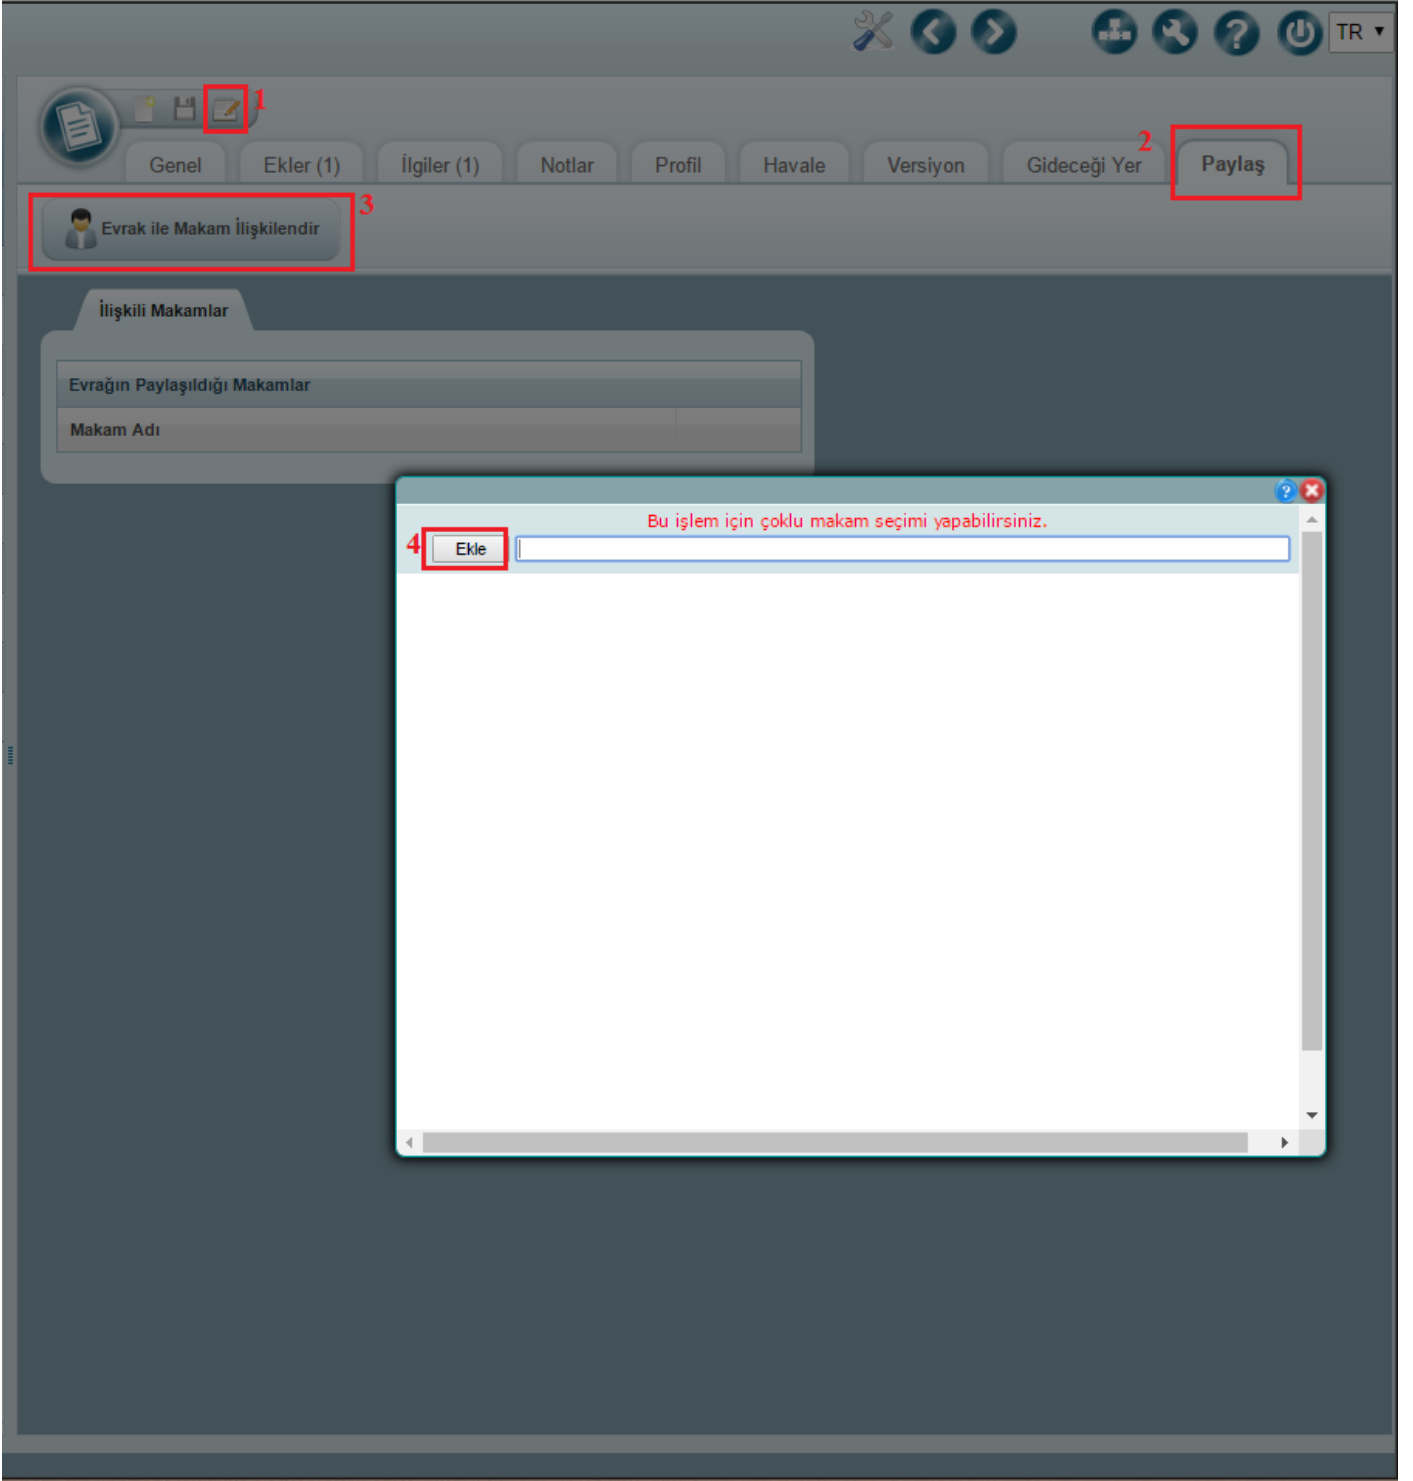 TR
1
2
Genel Ekler (1) İlgiler (1) Notlar Profil Havale Versiyon Gideceği Yer Paylaş
3
Evrak ile Makam İlişkilendir
İlişkili Makamlar
Evrağın Paylaşıldığı Makamlar
Makam Adı
Bu işlem için çoklu makam seçimi yapabilirsiniz.
4 Ekle